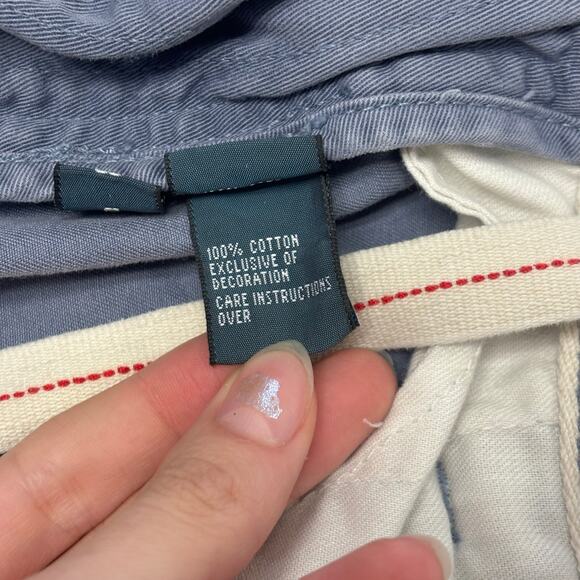 100% COTTON
EXCLUSIVE OF
DECORATION
CARE INSTRUCTIONS
OVER